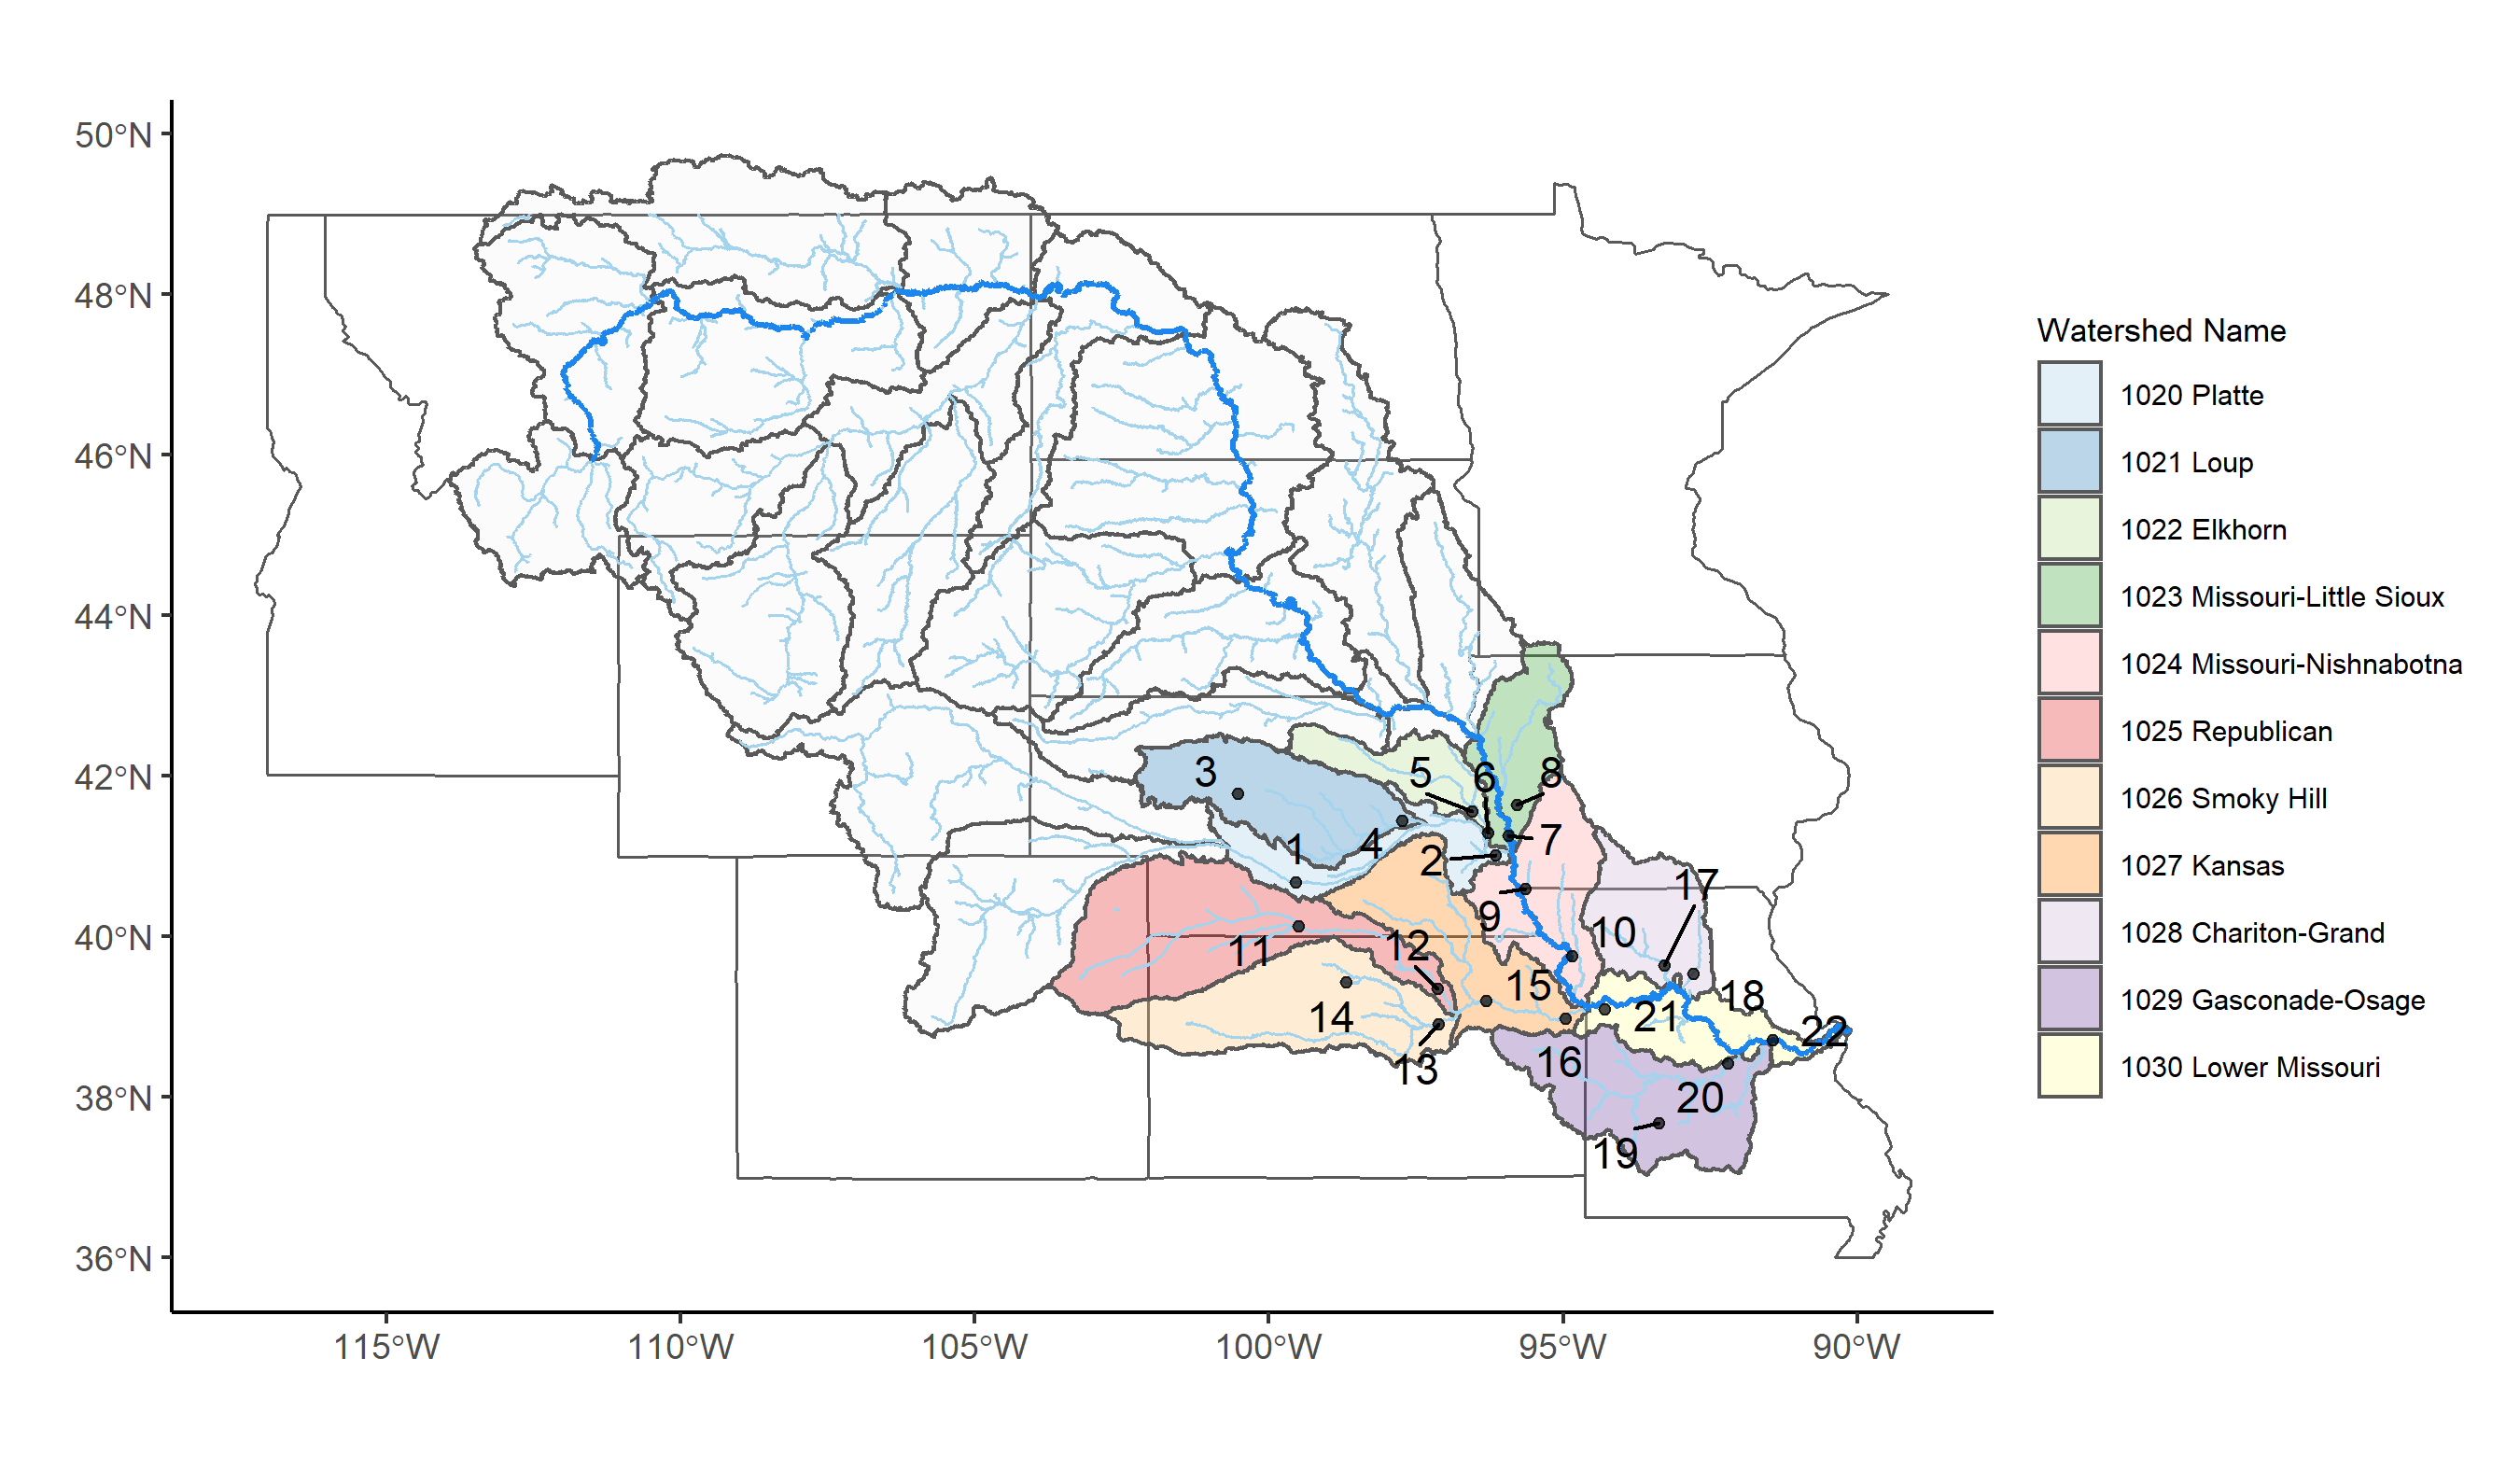 50°N
48°N
46°N
44°N
42°N
40°N
38°N
36°N
115°W
110°W
105°W
100°W
95°W
90°W
3
5
6
8
1
4
2
7
17
9
10
11
12
15
14
21
18
22
13
16
20
19
Watershed Name
1020 Platte
1021 Loup
1022 Elkhorn
1023 Missouri-Little Sioux
1024 Missouri-Nishnabotna
1025 Republican
1026 Smoky Hill
1027 Kansas
1028 Chariton-Grand
1029 Gasconade-Osage
1030 Lower Missouri